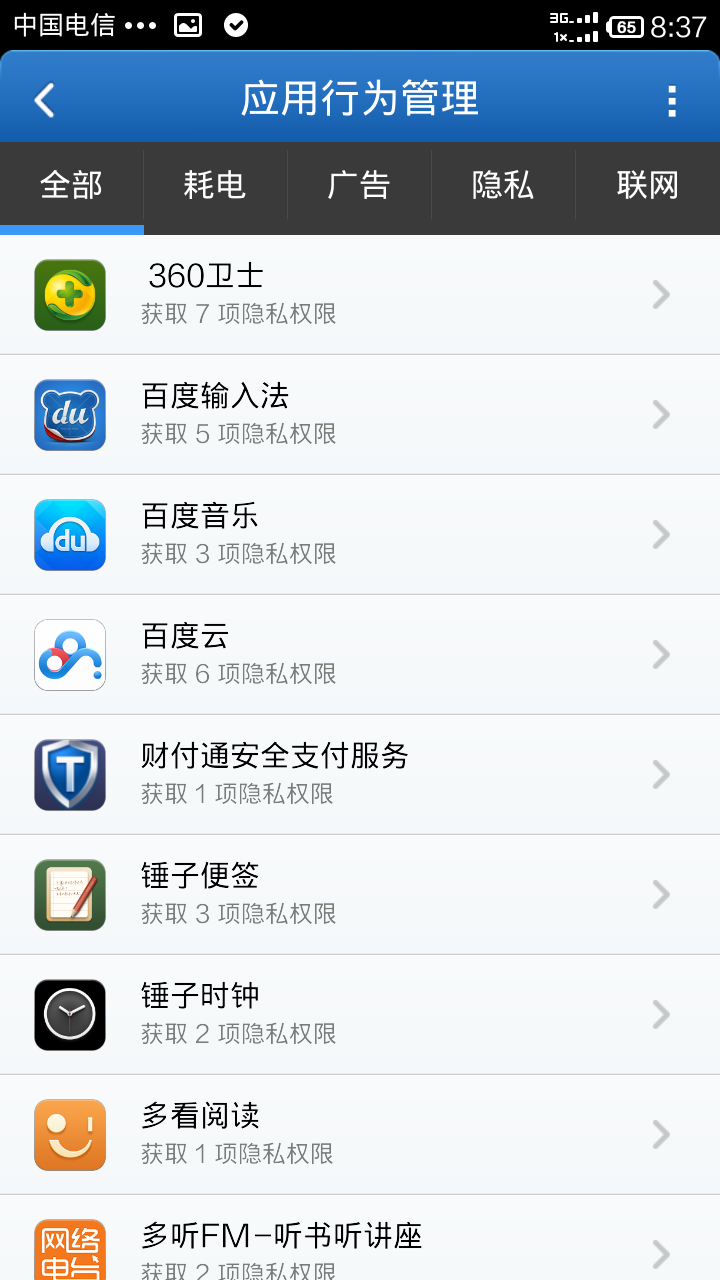 中国电信 ••• 3G 1× 65 8:37
应用行为管理
全部 耗电 广告 隐私 联网
360卫士
获取 7 项隐私权限
du
百度输入法
获取 5 项隐私权限
du
百度音乐
获取 3 项隐私权限
百度云
获取 6 项隐私权限
T
财付通安全支付服务
获取 1 项隐私权限
锤子便签
获取 3 项隐私权限
锤子时钟
获取 2 项隐私权限
多看阅读
获取 1 项隐私权限
网络
电台
多听FM-听书听讲座
获取 2 项隐私权限